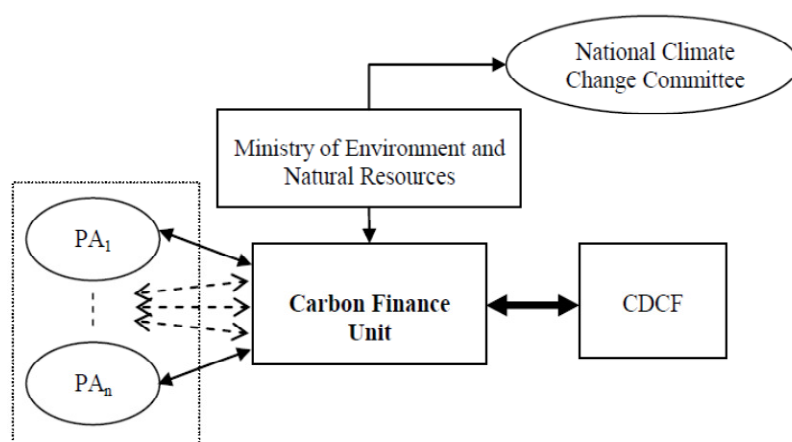 National Climate
Change Committee
Ministry of Environment and
Natural Resources
PA₁
Carbon Finance
Unit
CDCF
PAₙ